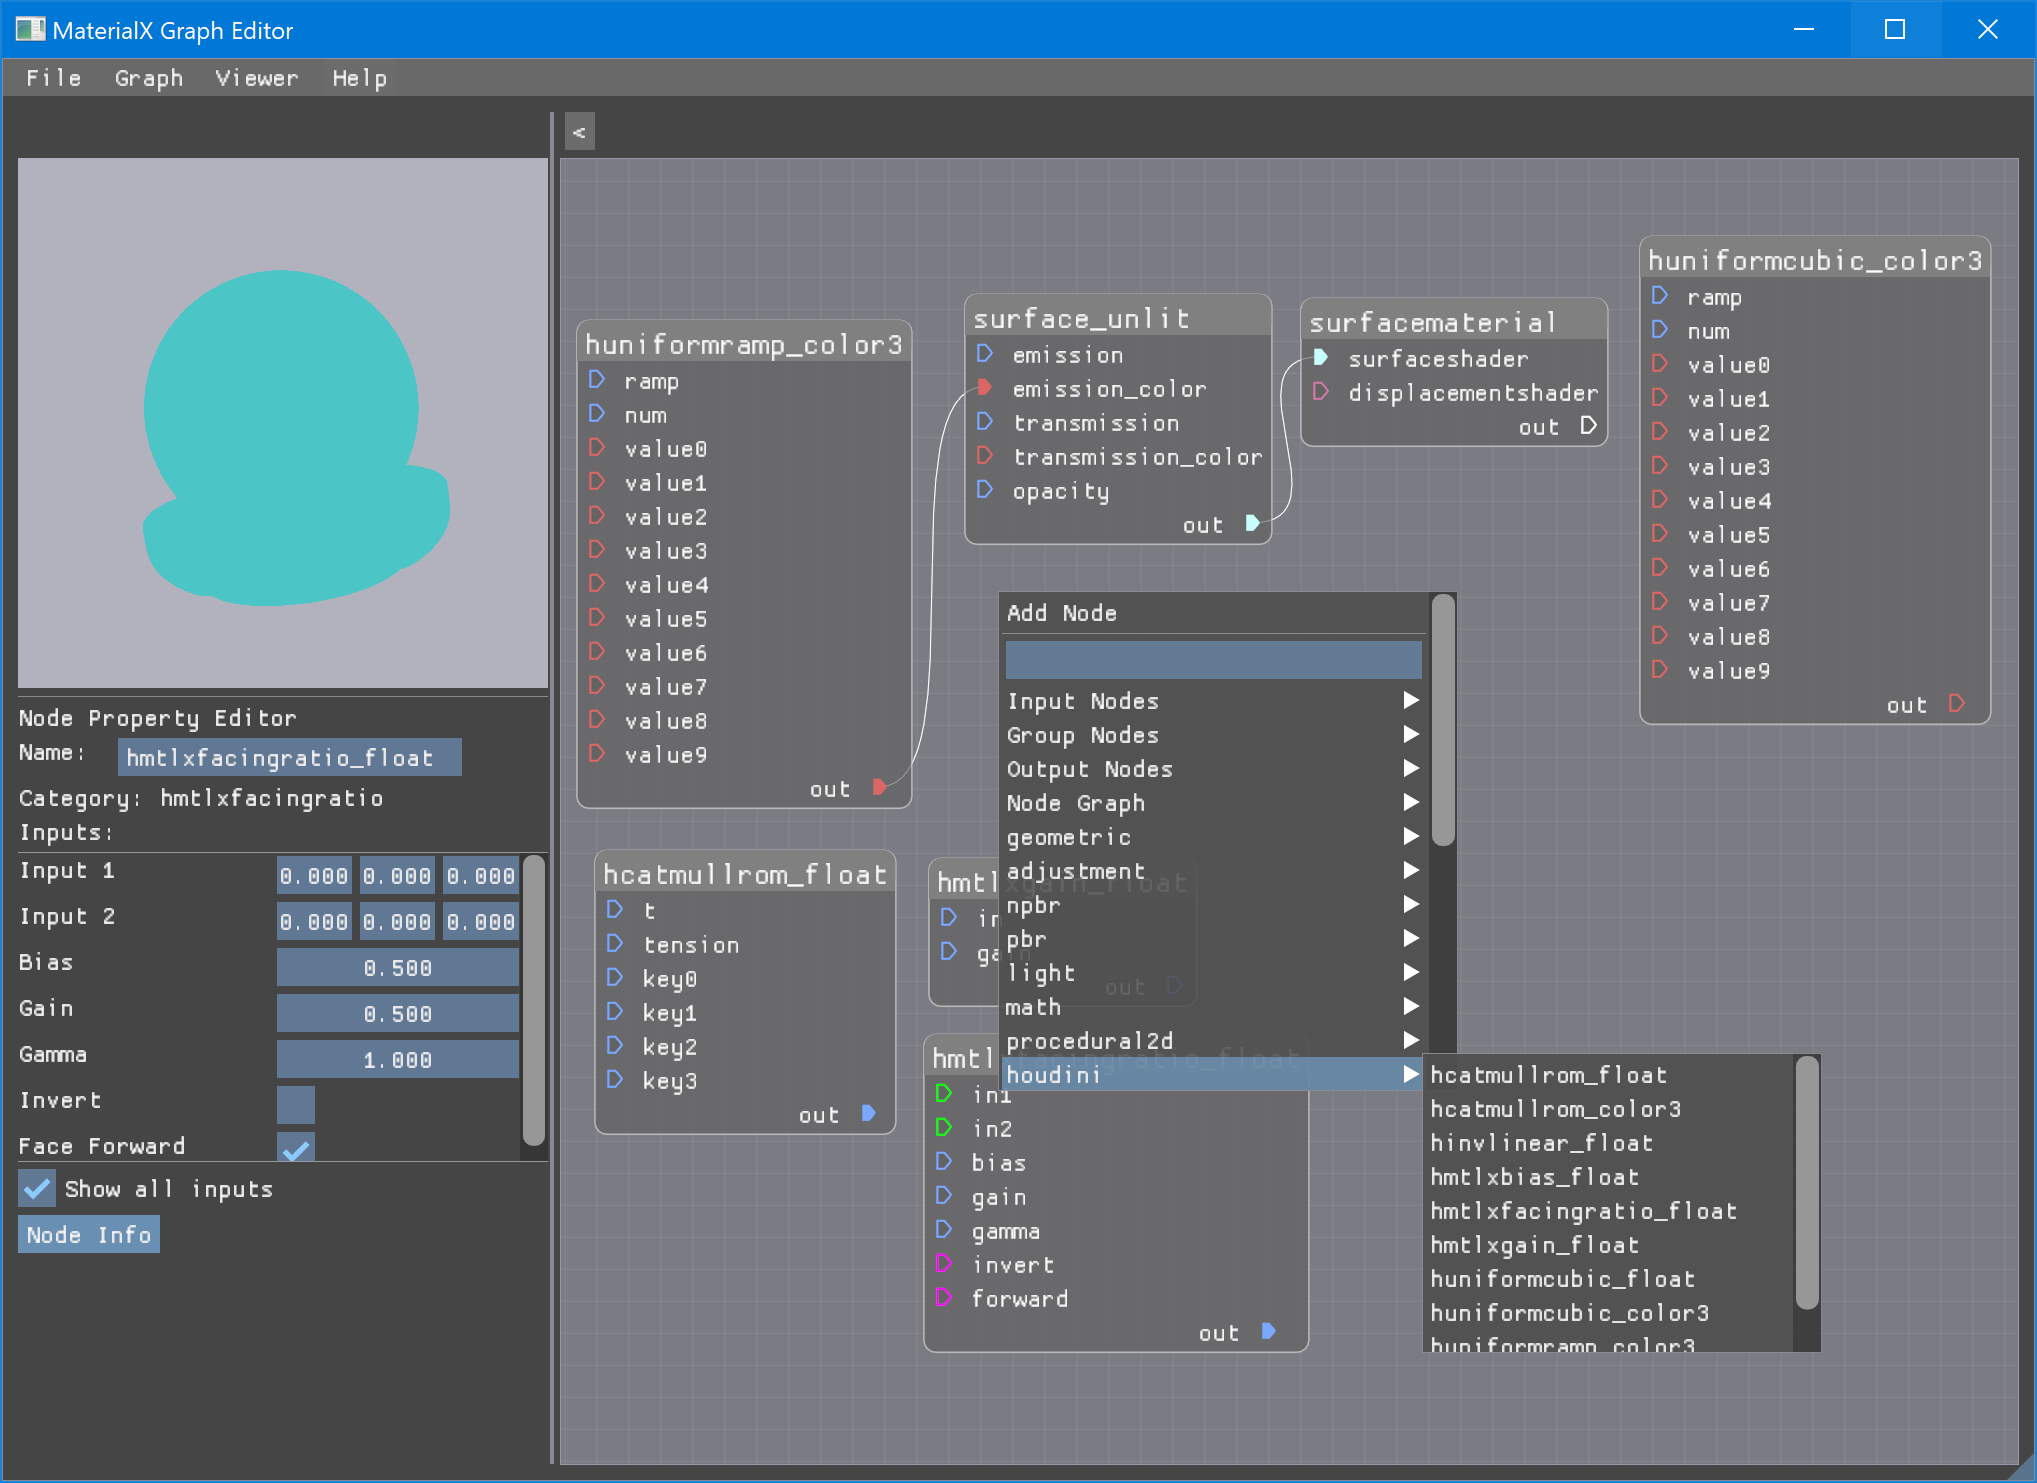 MaterialX Graph Editor
File Graph Viewer Help
<
Node Property Editor
Name: hmtlxfacingratio_float
Category: hmtlxfacingratio
Inputs:
Input 1 0.000 0.000 0.000
Input 2 0.000 0.000 0.000
Bias 0.500
Gain 0.500
Gamma 1.000
Invert
Face Forward
Show all inputs
Node Info
huniformramp_color3
ramp
num
value0
value1
value2
value3
value4
value5
value6
value7
value8
value9
out
surface_unlit
emission
emission_color
transmission
transmission_color
opacity
out
surfacematerial
surfaceshader
displacementshader
out
huniformcubic_color3
ramp
num
value0
value1
value2
value3
value4
value5
value6
value7
value8
value9
out
hcatmullrom_float
t
tension
key0
key1
key2
key3
out
hmtlxgain_float
in
gain
out
hmtlxfacingratio_float
in1
in2
bias
gain
gamma
invert
forward
out
Add Node
Input Nodes
Group Nodes
Output Nodes
Node Graph
geometric
adjustment
npbr
pbr
light
math
procedural2d
houdini
hcatmullrom_float
hcatmullrom_color3
hinvlinear_float
hmtlxbias_float
hmtlxfacingratio_float
hmtlxgain_float
huniformcubic_float
huniformcubic_color3
huniformramp_color3